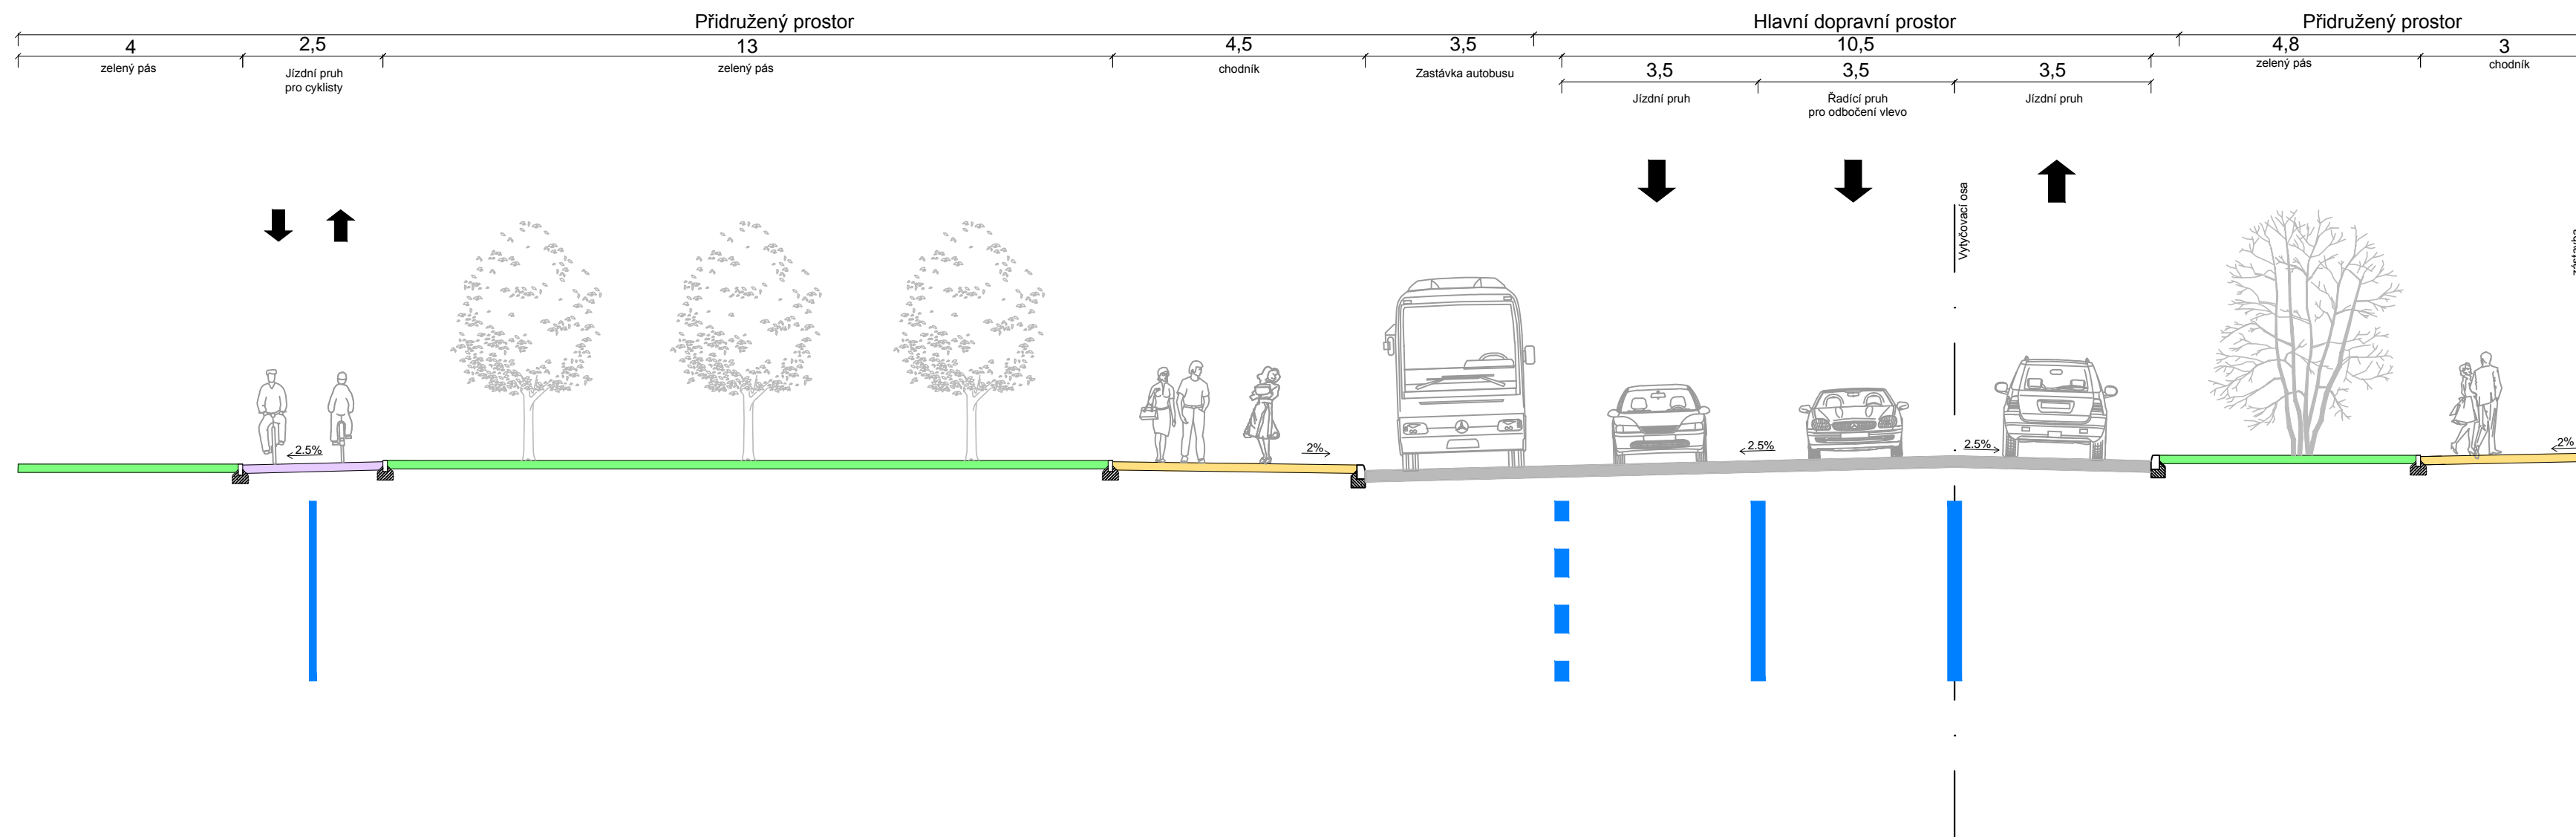 Přidružený prostor
Hlavní dopravní prostor
Přidružený prostor
4
2,5
13
4,5
3,5
10,5
4,8
3
zelený pás
Jízdní pruh
pro cyklisty
zelený pás
chodník
Zastávka autobusu
3,5
3,5
3,5
zelený pás
chodník
Jízdní pruh
Řadící pruh
pro odbočení vlevo
Jízdní pruh
Vytyčovací osa
zástavba
2.5%
2%
2.5%
2.5%
2%